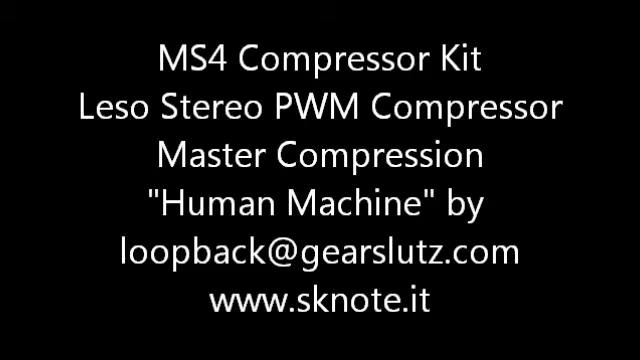 MS4 Compressor Kit
Leso Stereo PWM Compressor
Master Compression
"Human Machine" by
loopback@gearslutz.com
www.sknote.it